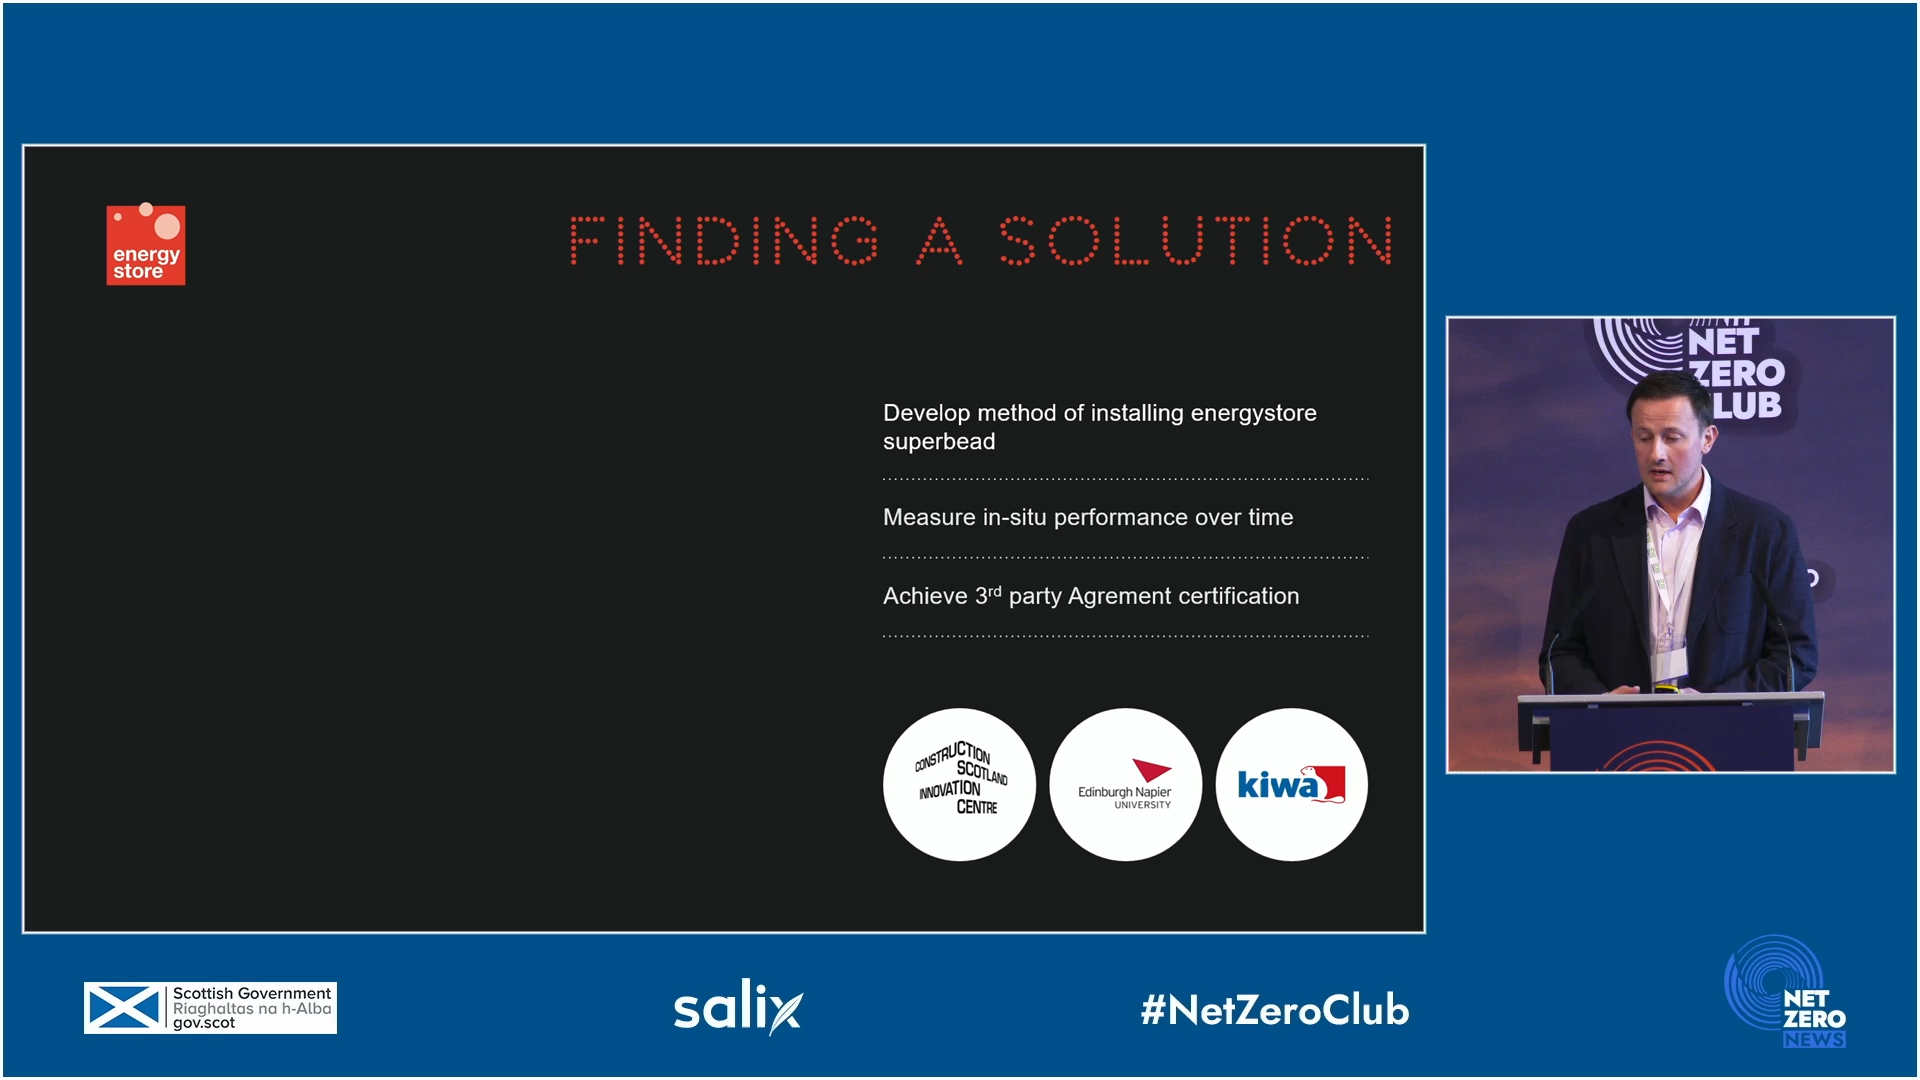 energy
store
FINDING A SOLUTION
Develop method of installing energystore
superbead
Measure in-situ performance over time
Achieve 3rd party Agrement certification
CONSTRUCTION
SCOTLAND
INNOVATION
CENTRE
Edinburgh Napier
UNIVERSITY
kiwa
NET
ZERO
CLUB
Scottish Government
Riaghaltas na h-Alba
gov.scot
salix
#NetZeroClub
NET
ZERO
NEWS